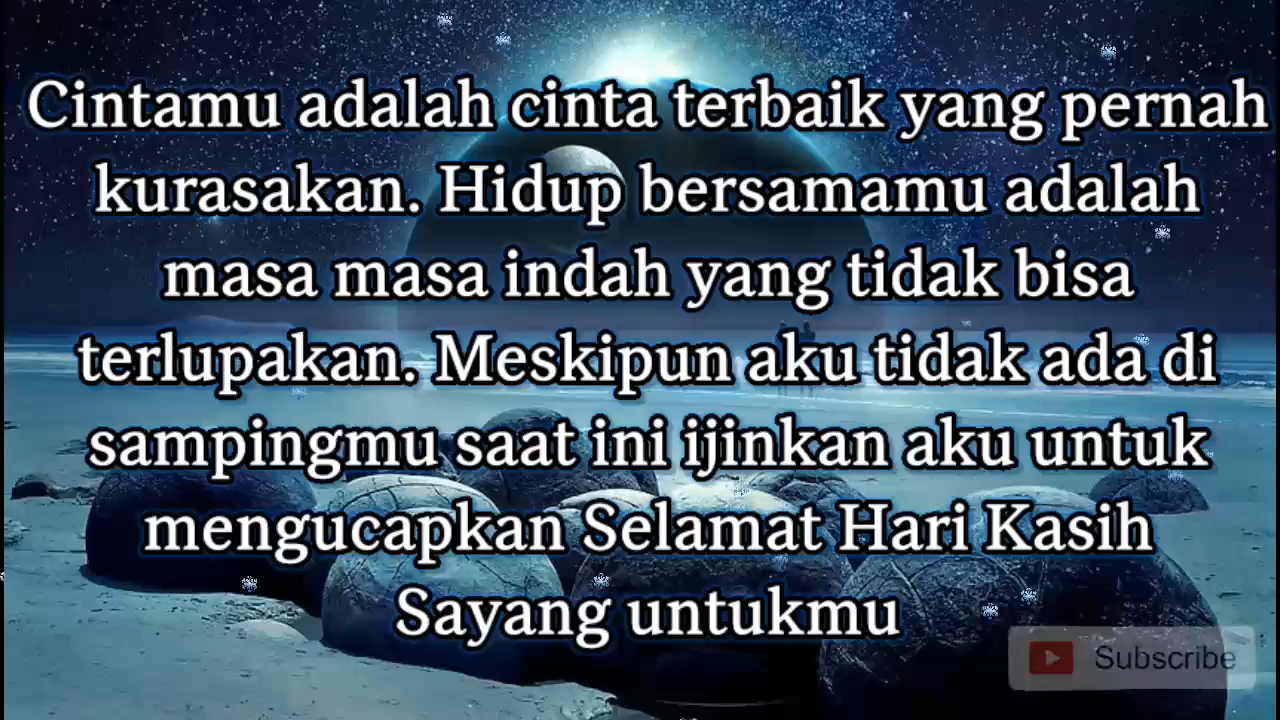 Cintamu adalah cinta terbaik yang pernah
kurasakan. Hidup bersamamu adalah
masa masa indah yang tidak bisa
terlupakan. Meskipun aku tidak ada di
sampingmu saat ini ijinkan aku untuk
mengucapkan Selamat Hari Kasih
Sayang untukmu
Subscribe